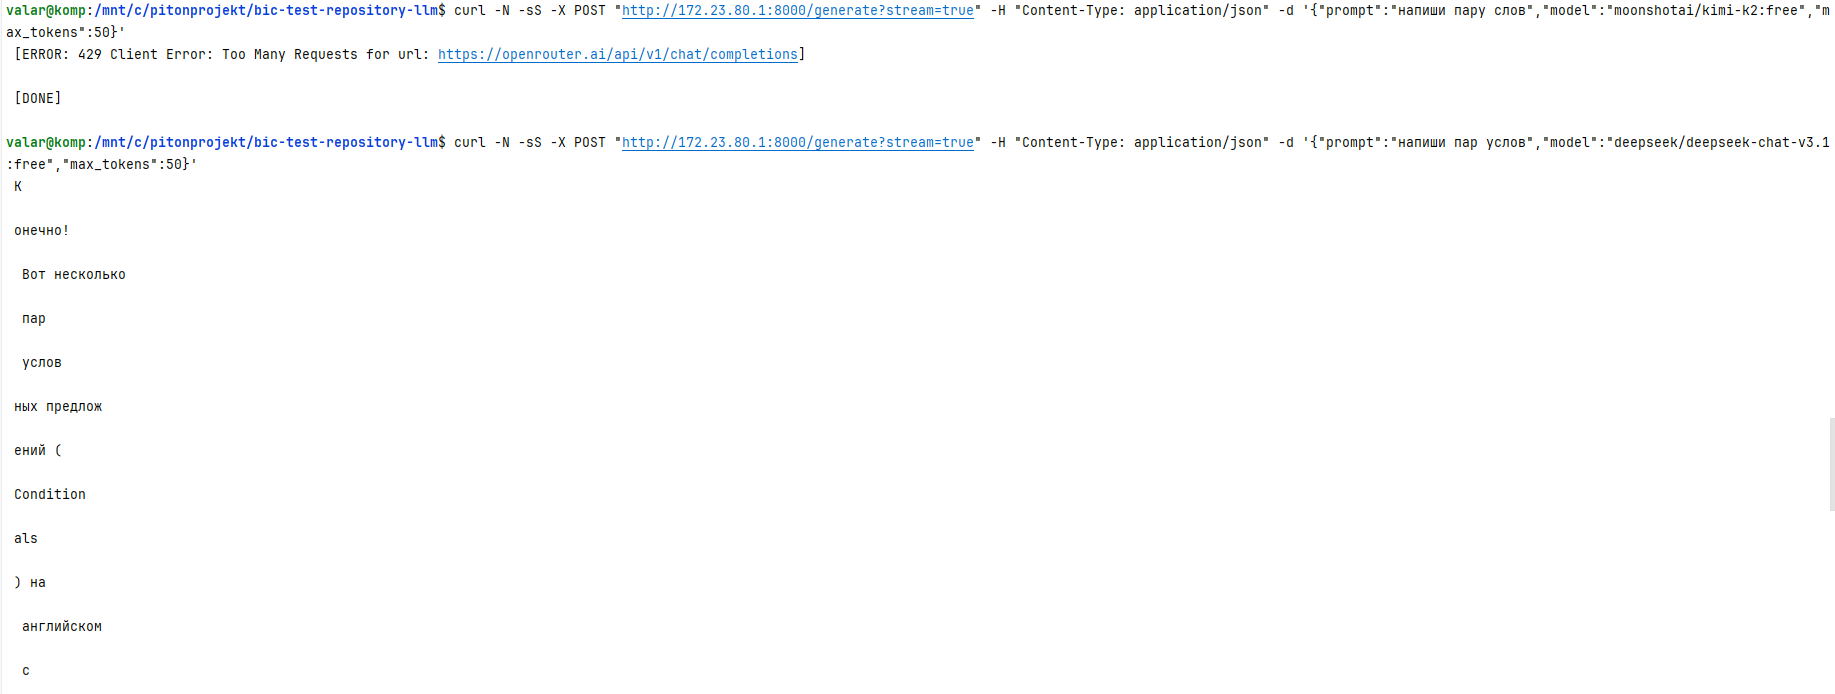 valar@komp:/mnt/c/pitonprojekt/bic-test-repository-llm$ curl -N -sS -X POST "http://172.23.80.1:8000/generate?stream=true" -H "Content-Type: application/json" -d '{"prompt":"напиши пару слов","model":"moonshotai/kimi-k2:free","m
ax_tokens":50}'
[ERROR: 429 Client Error: Too Many Requests for url: https://openrouter.ai/api/v1/chat/completions]
[DONE]
valar@komp:/mnt/c/pitonprojekt/bic-test-repository-llm$ curl -N -sS -X POST "http://172.23.80.1:8000/generate?stream=true" -H "Content-Type: application/json" -d '{"prompt":"напиши пар услов","model":"deepseek/deepseek-chat-v3.1
:free","max_tokens":50}'
К
онечно!
Вот несколько
пар
услов
ных предлож
ений (
Condition
als
) на
английском
с